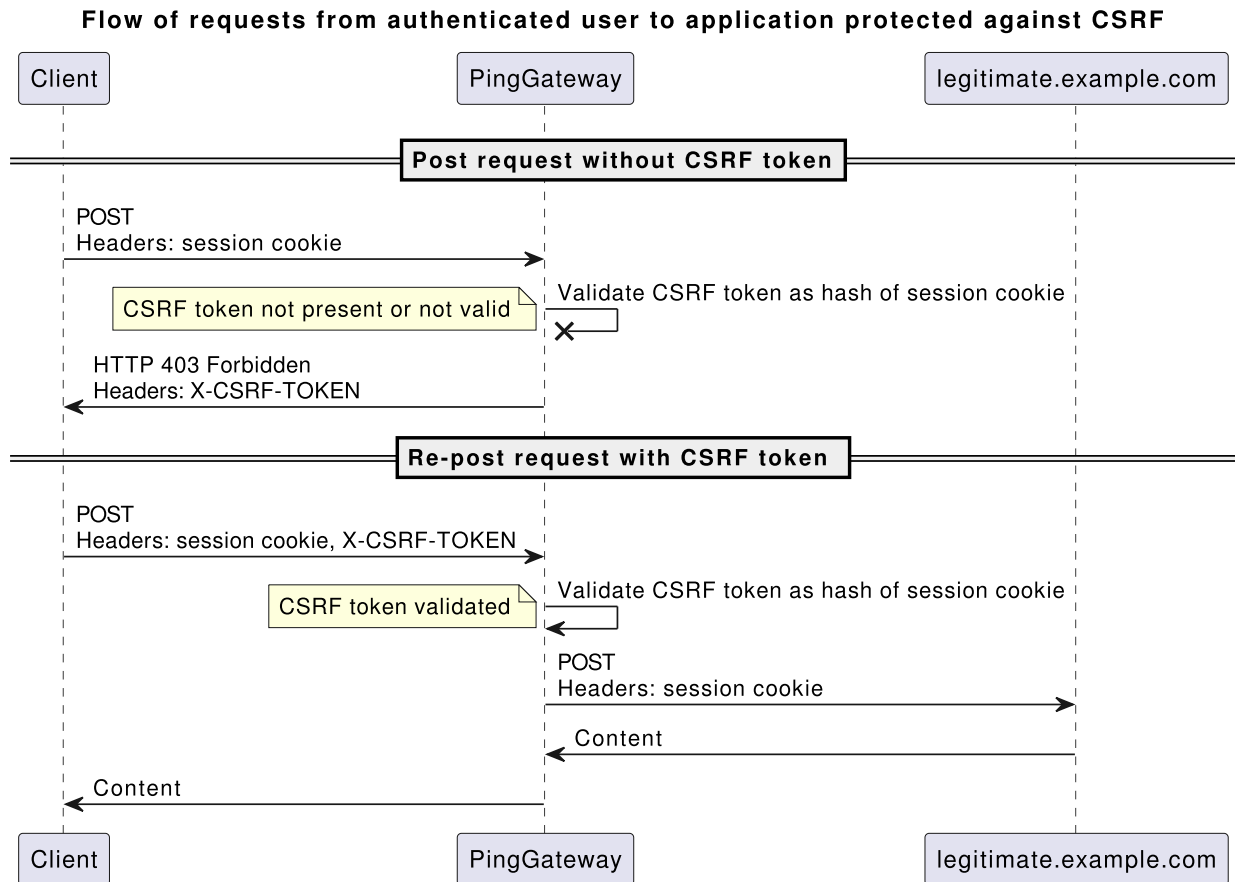 Flow of requests from authenticated user to application protected against CSRF
Client
PingGateway
legitimate.example.com
Post request without CSRF token
POST
Headers: session cookie
CSRF token not present or not valid
Validate CSRF token as hash of session cookie
HTTP 403 Forbidden
Headers: X-CSRF-TOKEN
Re-post request with CSRF token
POST
Headers: session cookie, X-CSRF-TOKEN
CSRF token validated
Validate CSRF token as hash of session cookie
POST
Headers: session cookie
Content
Content
Client
PingGateway
legitimate.example.com